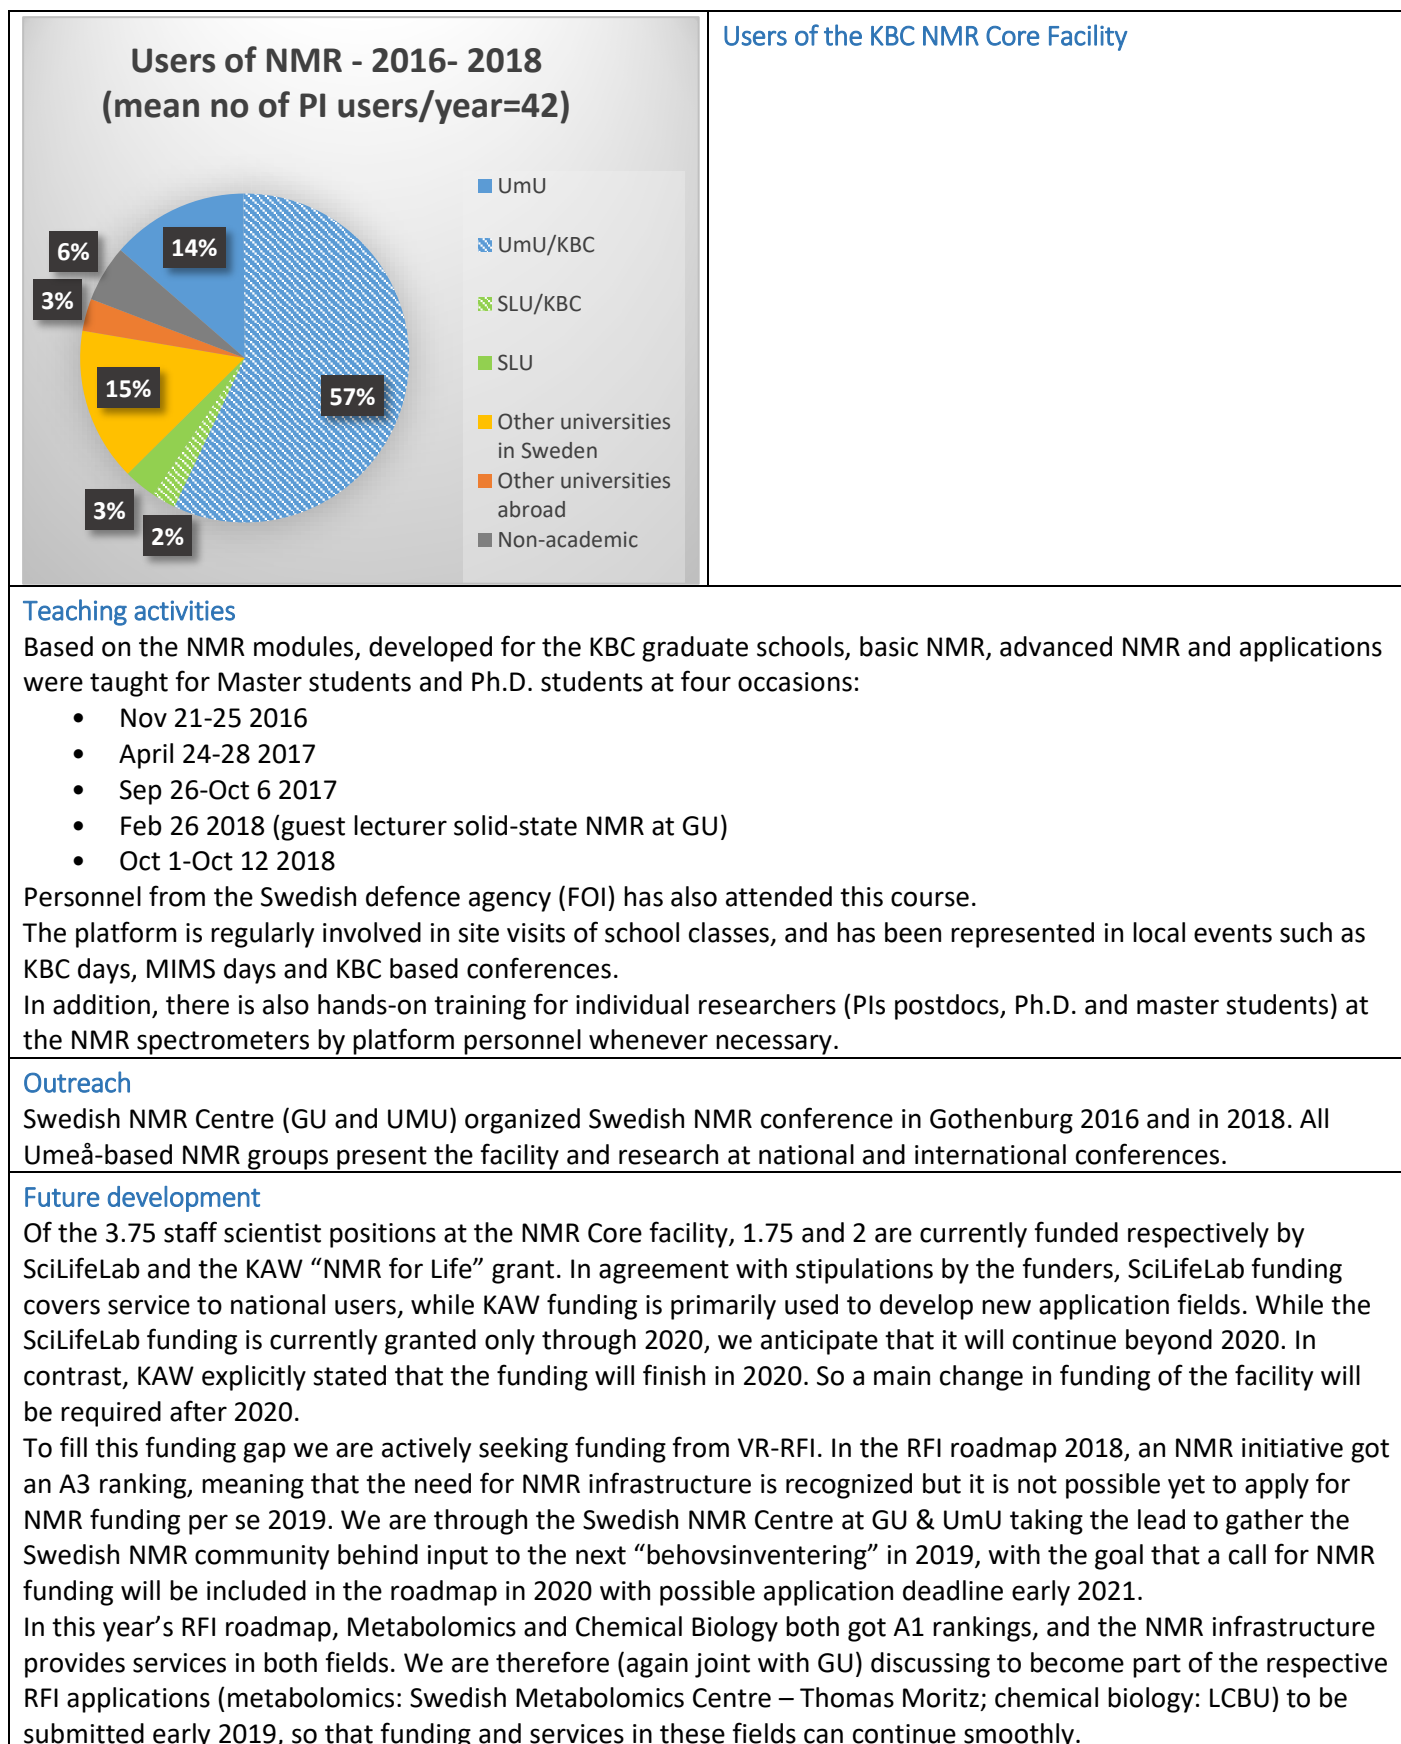 Users of NMR - 2016- 2018
(mean no of PI users/year=42)
14%
6%
3%
15%
57%
3%
2%
UmU
UmU/KBC
SLU/KBC
SLU
Other universities
in Sweden
Other universities
abroad
Non-academic
Users of the KBC NMR Core Facility
Teaching activities
Based on the NMR modules, developed for the KBC graduate schools, basic NMR, advanced NMR and applications
were taught for Master students and Ph.D. students at four occasions:
• Nov 21-25 2016
• April 24-28 2017
• Sep 26-Oct 6 2017
• Feb 26 2018 (guest lecturer solid-state NMR at GU)
• Oct 1-Oct 12 2018
Personnel from the Swedish defence agency (FOI) has also attended this course.
The platform is regularly involved in site visits of school classes, and has been represented in local events such as
KBC days, MIMS days and KBC based conferences.
In addition, there is also hands-on training for individual researchers (PIs postdocs, Ph.D. and master students) at
the NMR spectrometers by platform personnel whenever necessary.
Outreach
Swedish NMR Centre (GU and UMU) organized Swedish NMR conference in Gothenburg 2016 and in 2018. All
Umeå-based NMR groups present the facility and research at national and international conferences.
Future development
Of the 3.75 staff scientist positions at the NMR Core facility, 1.75 and 2 are currently funded respectively by
SciLifeLab and the KAW “NMR for Life” grant. In agreement with stipulations by the funders, SciLifeLab funding
covers service to national users, while KAW funding is primarily used to develop new application fields. While the
SciLifeLab funding is currently granted only through 2020, we anticipate that it will continue beyond 2020. In
contrast, KAW explicitly stated that the funding will finish in 2020. So a main change in funding of the facility will
be required after 2020.
To fill this funding gap we are actively seeking funding from VR-RFI. In the RFI roadmap 2018, an NMR initiative got
an A3 ranking, meaning that the need for NMR infrastructure is recognized but it is not possible yet to apply for
NMR funding per se 2019. We are through the Swedish NMR Centre at GU & UmU taking the lead to gather the
Swedish NMR community behind input to the next “behovsinventering” in 2019, with the goal that a call for NMR
funding will be included in the roadmap in 2020 with possible application deadline early 2021.
In this year’s RFI roadmap, Metabolomics and Chemical Biology both got A1 rankings, and the NMR infrastructure
provides services in both fields. We are therefore (again joint with GU) discussing to become part of the respective
RFI applications (metabolomics: Swedish Metabolomics Centre – Thomas Moritz; chemical biology: LCBU) to be
submitted early 2019, so that funding and services in these fields can continue smoothly.